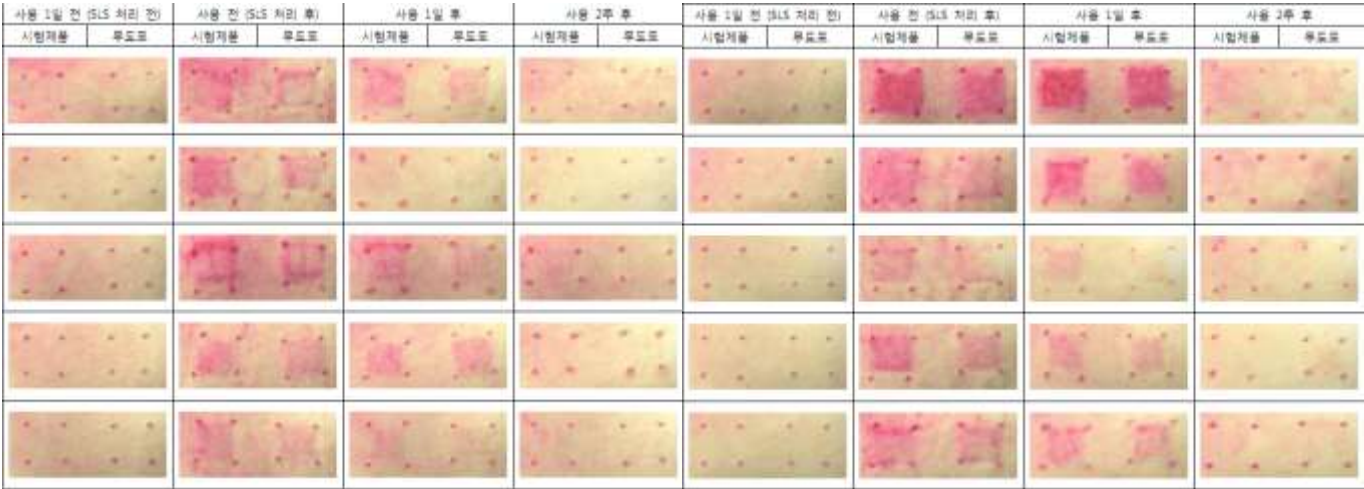 사용 1일 전 (SLS 처리 전) 사용 전 (SLS 처리 후) 사용 1일 후 사용 2주 후 사용 1일 전 (SLS 처리 전) 사용 전 (SLS 처리 후) 사용 1일 후 사용 2주 후
시험제품 무도포 시험제품 무도포 시험제품 무도포 시험제품 무도포 시험제품 무도포 시험제품 무도포 시험제품 무도포 시험제품 무도포